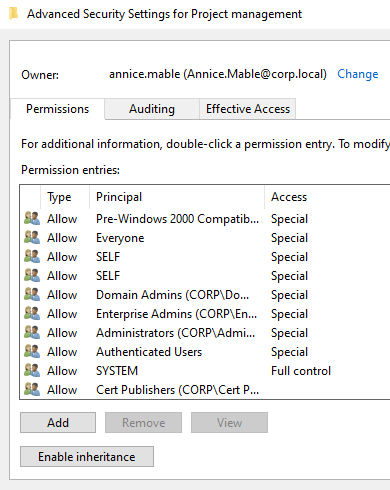 Advanced Security Settings for Project management
Owner: annice.mable (Annice.Mable@corp.local) Change
Permissions Auditing Effective Access
For additional information, double-click a permission entry. To modify
Permission entries:
Type Principal Access
Allow Pre-Windows 2000 Compatib... Special
Allow Everyone Special
Allow SELF Special
Allow SELF Special
Allow Domain Admins (CORP\Do... Special
Allow Enterprise Admins (CORP\En... Special
Allow Administrators (CORP\Admi... Special
Allow Authenticated Users Special
Allow SYSTEM Full control
Allow Cert Publishers (CORP\Cert P...
Add Remove View
Enable inheritance